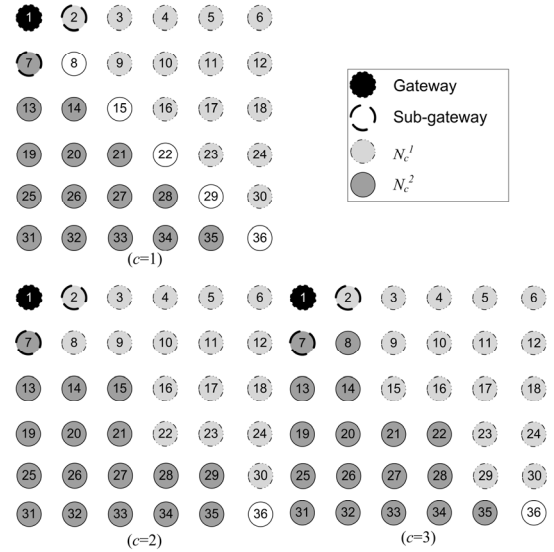 1 2 3 4 5 6
7 8 9 10 11 12
13 14 15 16 17 18
19 20 21 22 23 24
25 26 27 28 29 30
31 32 33 34 35 36
(c=1)
Gateway
Sub-gateway
N_c^1
N_c^2
1 2 3 4 5 6
7 8 9 10 11 12
13 14 15 16 17 18
19 20 21 22 23 24
25 26 27 28 29 30
31 32 33 34 35 36
(c=2)
1 2 3 4 5 6
7 8 9 10 11 12
13 14 15 16 17 18
19 20 21 22 23 24
25 26 27 28 29 30
31 32 33 34 35 36
(c=3)